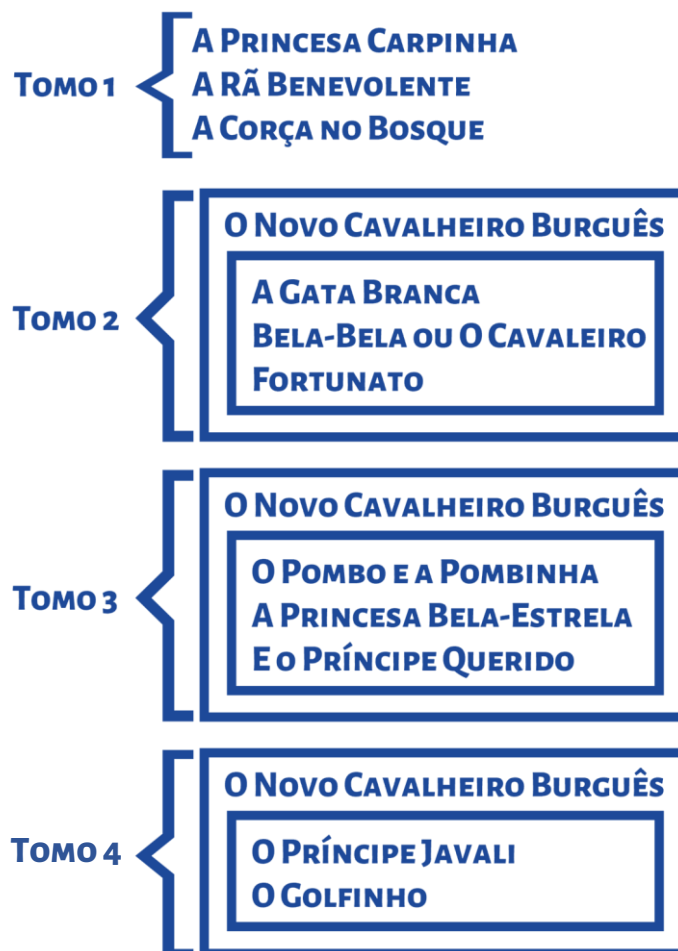 Tomo 1
A Princesa Carpinha
A Rã Benevolente
A Corça no Bosque
Tomo 2
O Novo Cavalheiro Burguês
A Gata Branca
Bela-Bela ou O Cavaleiro
Fortunato
Tomo 3
O Novo Cavalheiro Burguês
O Pombo e a Pombinha
A Princesa Bela-Estrela
E o Príncipe Querido
Tomo 4
O Novo Cavalheiro Burguês
O Príncipe Javali
O Golfinho